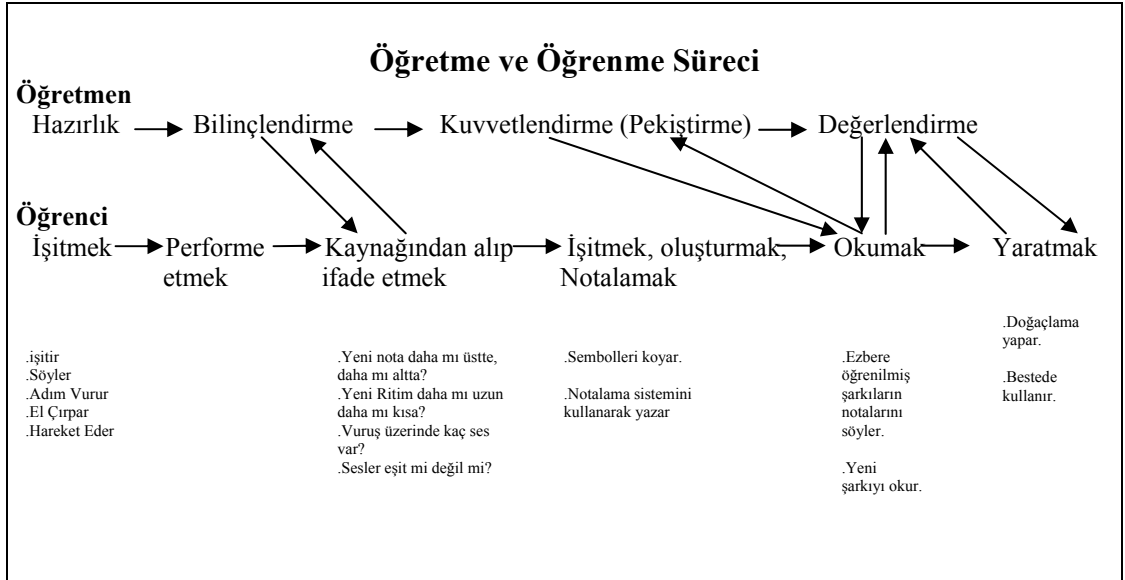 Öğretme ve Öğrenme Süreci
Öğretmen
Hazırlık Bilinçlendirme Kuvvetlendirme (Pekiştirme) Değerlendirme
Öğrenci
İşitmek Performe etmek Kaynağından alıp ifade etmek İşitmek, oluşturmak, Notalamak Okumak Yaratmak
.işitir
.Söyler
.Adım Vurur
.El Çırpar
.Hareket Eder
.Yeni nota daha mı üstte,
daha mı altta?
.Yeni Ritim daha mı uzun
daha mı kısa?
.Vuruş üzerinde kaç ses
var?
.Sesler eşit mi değil mi?
.Sembolleri koyar.
.Notalama sistemini
kullanarak yazar
.Ezbere
öğrenilmiş
şarkıların
notalarını
söyler.
.Yeni
şarkıyı okur.
.Doğaçlama
yapar.
.Bestede
kullanır.